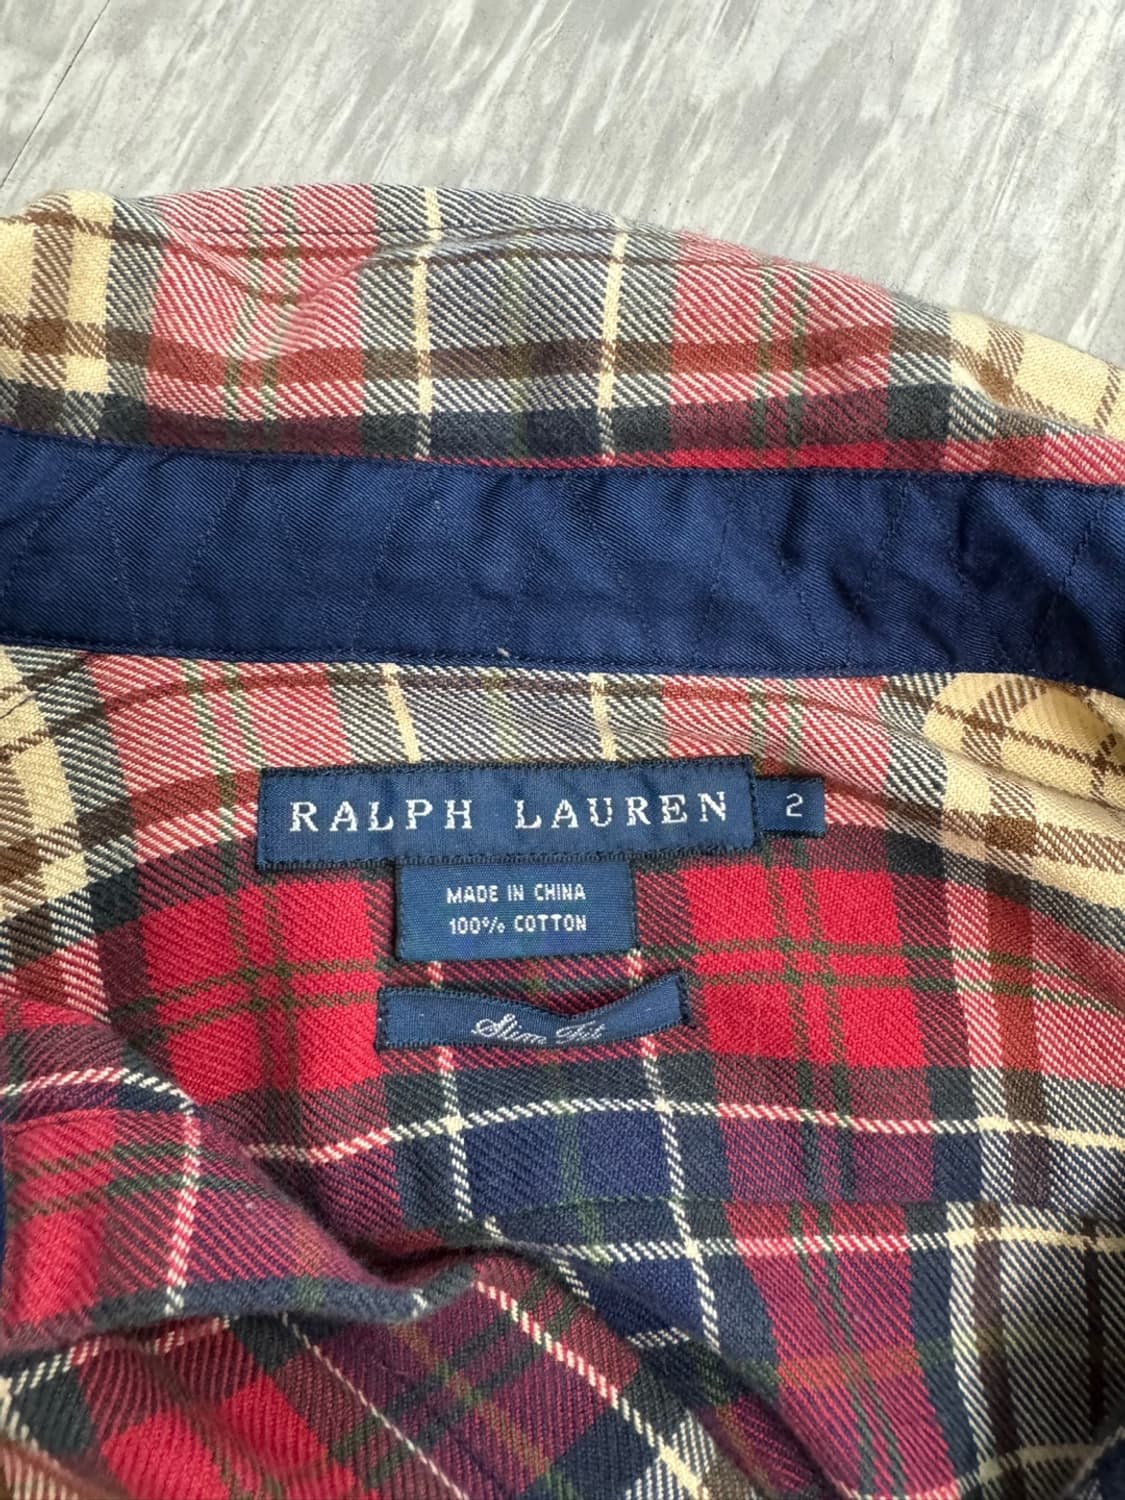 RALPH LAUREN 2
MADE IN CHINA
100% COTTON
Slim Fit